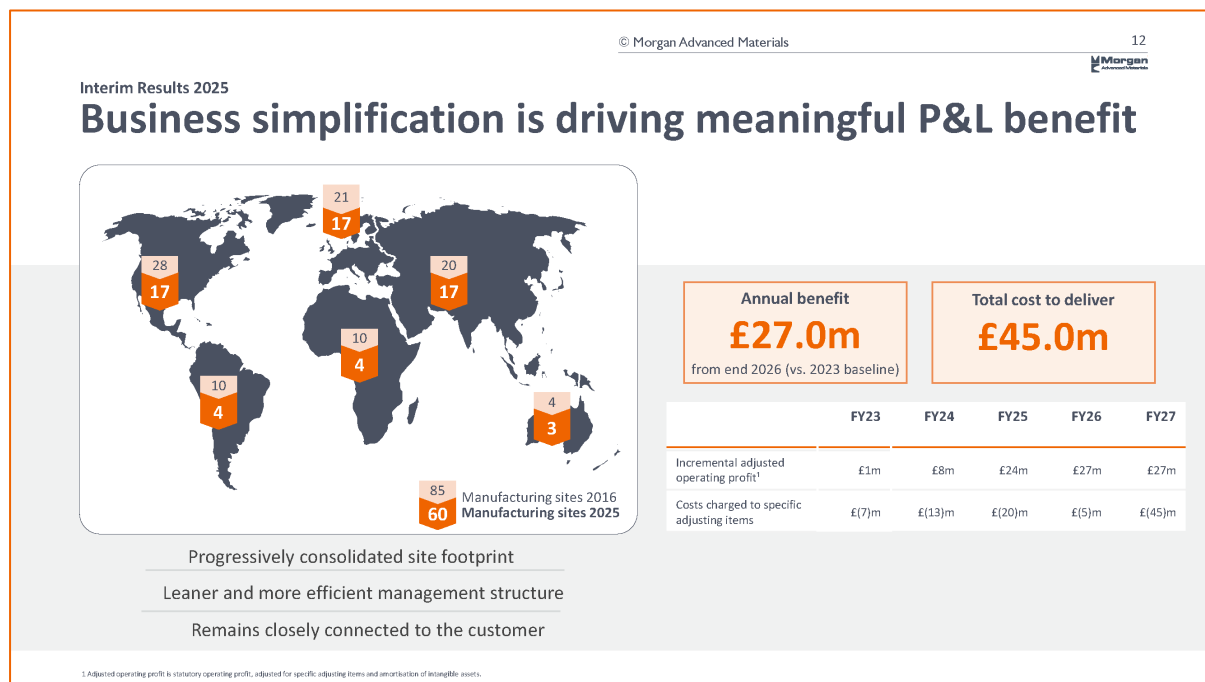 © Morgan Advanced Materials
12
Morgan
Advanced Materials
Interim Results 2025
Business simplification is driving meaningful P&L benefit
21
17
28
17
20
17
10
4
10
4
4
3
85
60
Manufacturing sites 2016
Manufacturing sites 2025
Progressively consolidated site footprint
Leaner and more efficient management structure
Remains closely connected to the customer
Annual benefit
£27.0m
from end 2026 (vs. 2023 baseline)
Total cost to deliver
£45.0m
FY23 FY24 FY25 FY26 FY27
Incremental adjusted
operating profit¹ £1m £8m £24m £27m £27m
Costs charged to specific
adjusting items £(7)m £(13)m £(20)m £(5)m £(45)m
1 Adjusted operating profit is statutory operating profit, adjusted for specific adjusting items and amortisation of intangible assets.